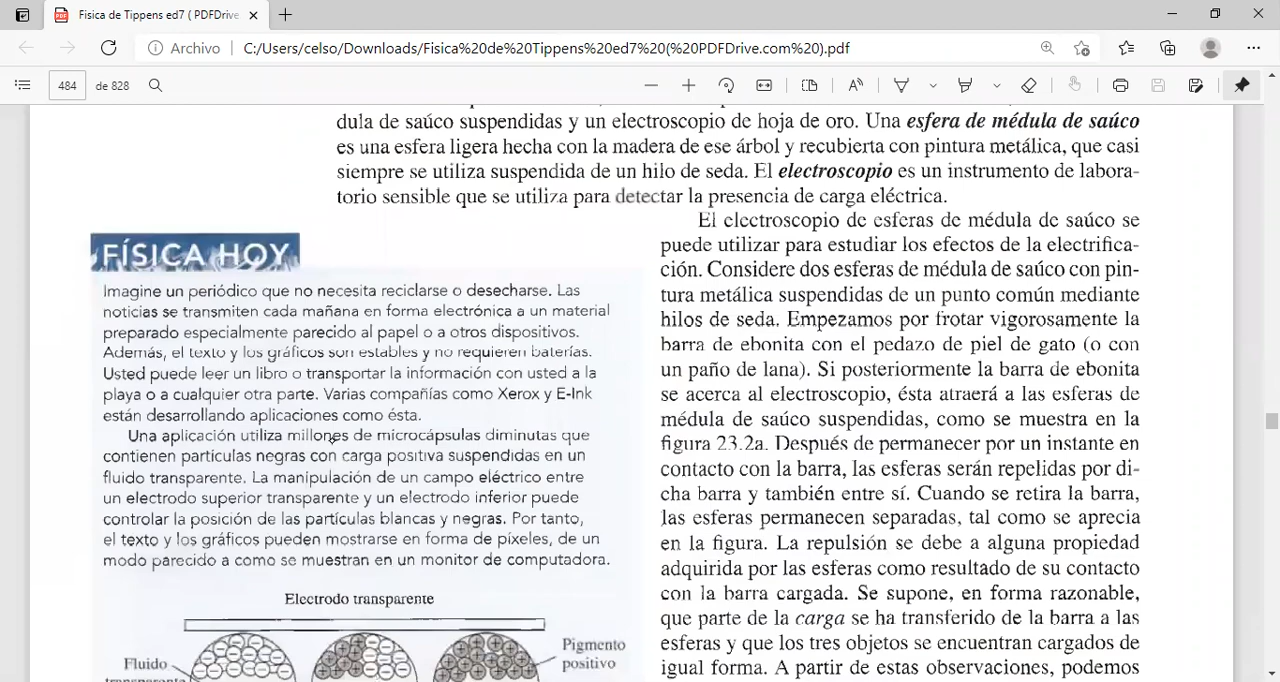 Fisica de Tippens ed7 ( PDFDrive
Archivo
C:/Users/celso/Downloads/Fisica%20de%20Tippens%20ed7%20(%20PDFDrive.com%20).pdf
484
de 828
dula de saúco suspendidas y un electroscopio de hoja de oro. Una esfera de médula de saúco
es una esfera ligera hecha con la madera de ese árbol y recubierta con pintura metálica, que casi
siempre se utiliza suspendida de un hilo de seda. El electroscopio es un instrumento de labora-
torio sensible que se utiliza para detectar la presencia de carga eléctrica.
FÍSICA HOY
Imagine un periódico que no necesita reciclarse o desecharse. Las
noticias se transmiten cada mañana en forma electrónica a un material
preparado especialmente parecido al papel o a otros dispositivos.
Además, el texto y los gráficos son estables y no requieren baterías.
Usted puede leer un libro o transportar la información con usted a la
playa o a cualquier otra parte. Varias compañías como Xerox y E-Ink
están desarrollando aplicaciones como ésta.
Una aplicación utiliza millones de microcápsulas diminutas que
contienen partículas negras con carga positiva suspendidas en un
fluido transparente. La manipulación de un campo eléctrico entre
un electrodo superior transparente y un electrodo inferior puede
controlar la posición de las partículas blancas y negras. Por tanto,
el texto y los gráficos pueden mostrarse en forma de píxeles, de un
modo parecido a como se muestran en un monitor de computadora.
Electrodo transparente
Fluido
Pigmento
positivo
El electroscopio de esferas de médula de saúco se
puede utilizar para estudiar los efectos de la electrifica-
ción. Considere dos esferas de médula de saúco con pin-
tura metálica suspendidas de un punto común mediante
hilos de seda. Empezamos por frotar vigorosamente la
barra de ebonita con el pedazo de piel de gato (o con
un paño de lana). Si posteriormente la barra de ebonita
se acerca al electroscopio, ésta atraerá a las esferas de
médula de saúco suspendidas, como se muestra en la
figura 23.2a. Después de permanecer por un instante en
contacto con la barra, las esferas serán repelidas por di-
cha barra y también entre sí. Cuando se retira la barra,
las esferas permanecen separadas, tal como se aprecia
en la figura. La repulsión se debe a alguna propiedad
adquirida por las esferas como resultado de su contacto
con la barra cargada. Se supone, en forma razonable,
que parte de la carga se ha transferido de la barra a las
esferas y que los tres objetos se encuentran cargados de
igual forma. A partir de estas observaciones, podemos